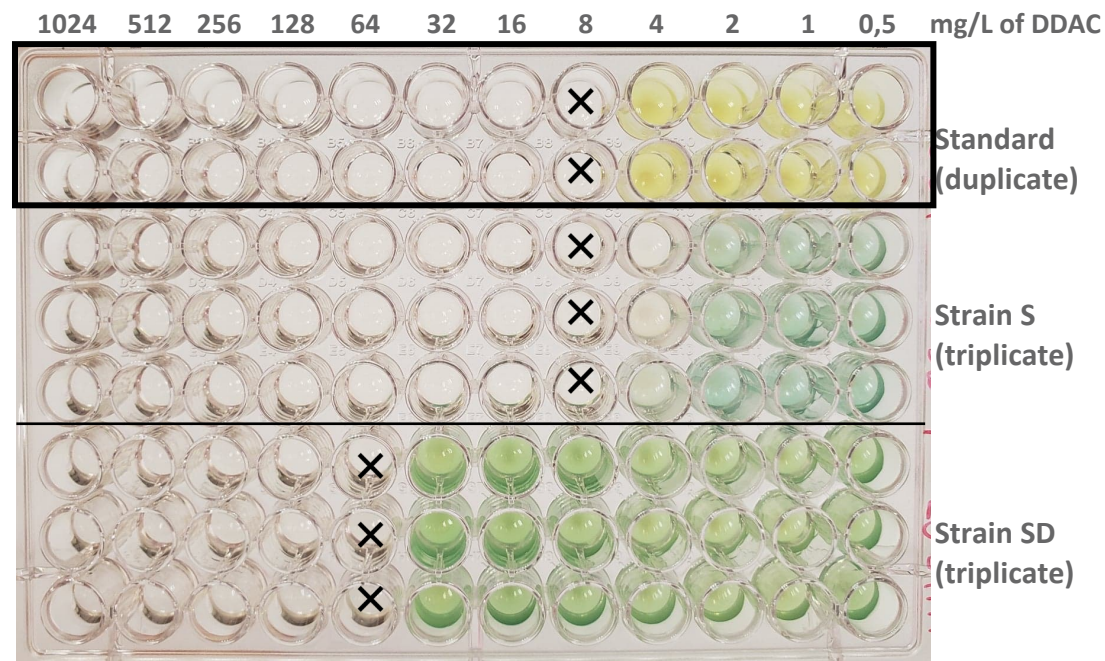 1024 512 256 128 64 32 16 8 4 2 1 0,5 mg/L of DDAC
Standard
(duplicate)
Strain S
(triplicate)
Strain SD
(triplicate)